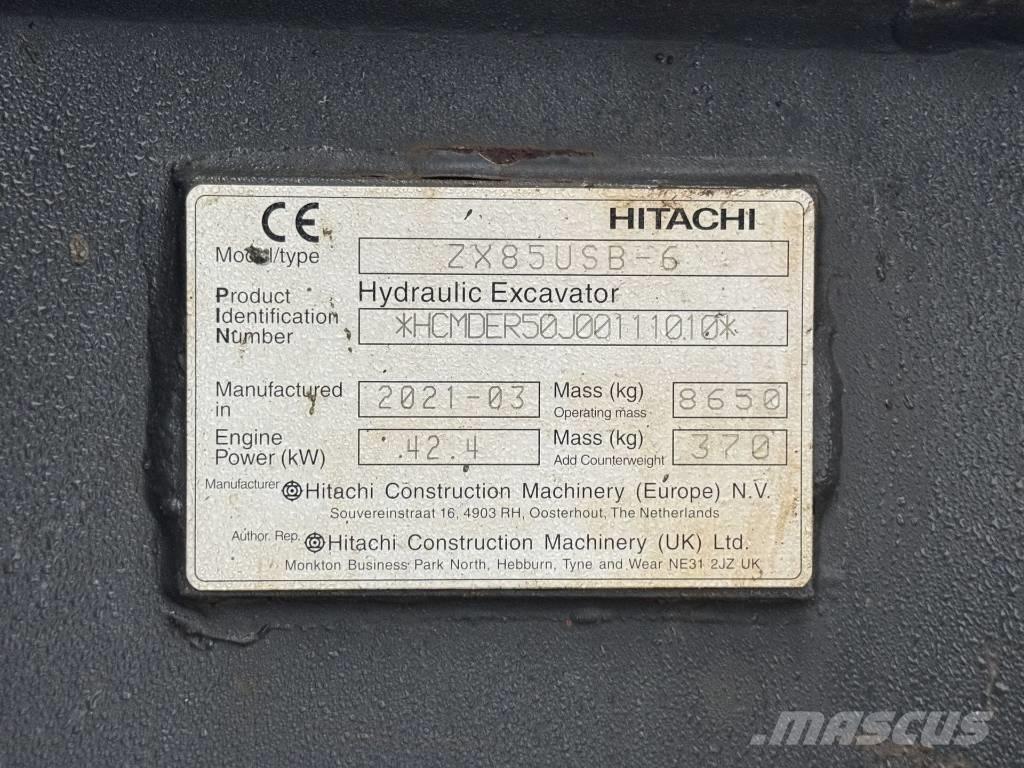 CE HITACHI
Model/type ZX85USB-6
Product Hydraulic Excavator
Identification *HCMDER50J00111010*
Number
Manufactured in 2021-03 Mass (kg) Operating mass 8650
Engine Power (kW) 42.4 Mass (kg) Add Counterweight 370
Manufacturer Hitachi Construction Machinery (Europe) N.V.
Souvereinstraat 16, 4903 RH, Oosterhout, The Netherlands
Author. Rep. Hitachi Construction Machinery (UK) Ltd.
Monkton Business Park North, Hebburn, Tyne and Wear NE31 2JZ UK
mascus